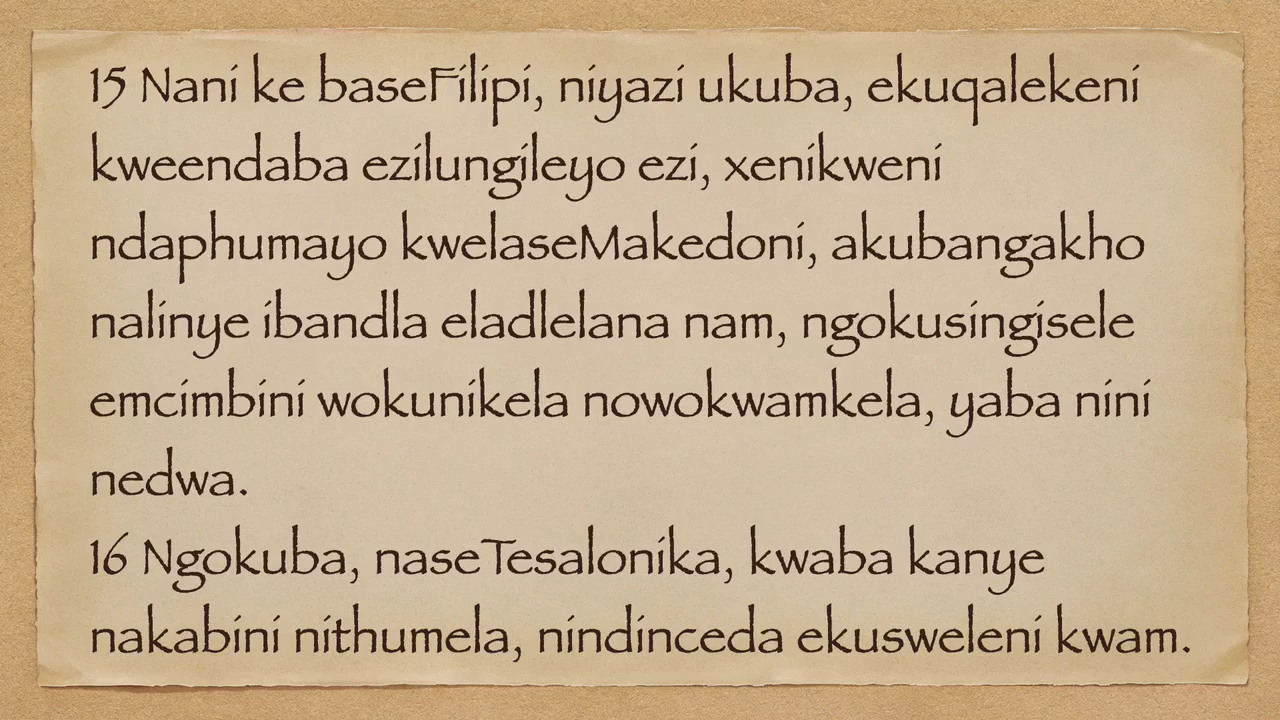 15 Nani ke baseFilipi, niyazi ukuba, ekuqalekeni
kweendaba ezilungileyo ezi, xenikweni
ndaphumayo kwelaseMakedoni, akubangakho
nalinye ibandla eladlelana nam, ngokusingisele
emcimbini wokunikela nowokwamkela, yaba nini
nedwa.
16 Ngokuba, naseTesalonika, kwaba kanye
nakabini nithumela, nindinceda ekusweleni kwam.